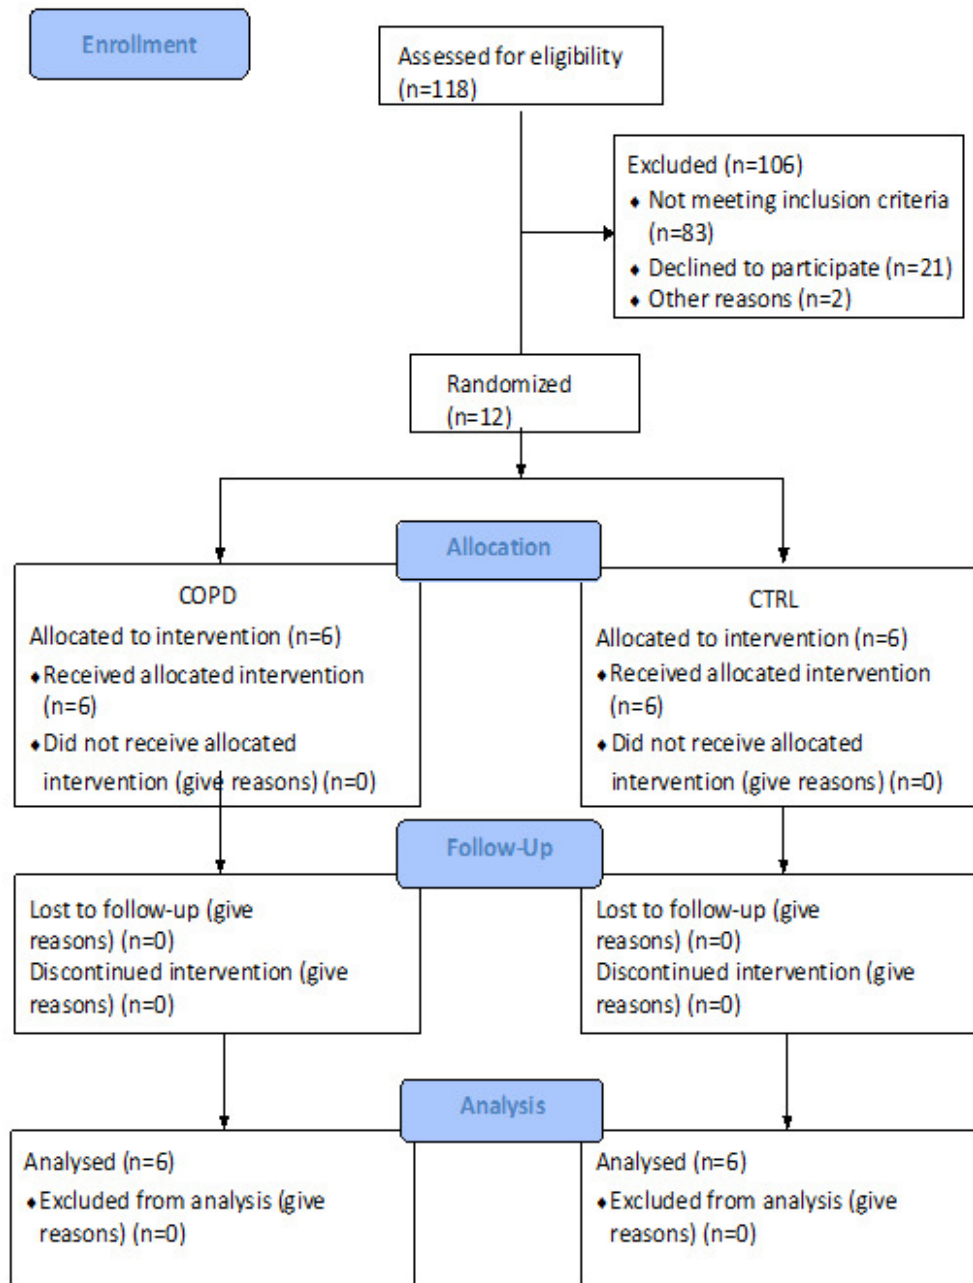 Enrollment
Assessed for eligibility
(n=118)
Excluded (n=106)
♦ Not meeting inclusion criteria
(n=83)
♦ Declined to participate (n=21)
♦ Other reasons (n=2)
Randomized
(n=12)
Allocation
COPD
Allocated to intervention (n=6)
♦Received allocated intervention
(n=6)
♦Did not receive allocated
intervention (give reasons) (n=0)
CTRL
Allocated to intervention (n=6)
♦Received allocated intervention
(n=6)
♦Did not receive allocated
intervention (give reasons) (n=0)
Follow-Up
Lost to follow-up (give
reasons) (n=0)
Discontinued intervention (give
reasons) (n=0)
Lost to follow-up (give
reasons) (n=0)
Discontinued intervention (give
reasons) (n=0)
Analysis
Analysed (n=6)
♦Excluded from analysis (give
reasons) (n=0)
Analysed (n=6)
♦Excluded from analysis (give
reasons) (n=0)